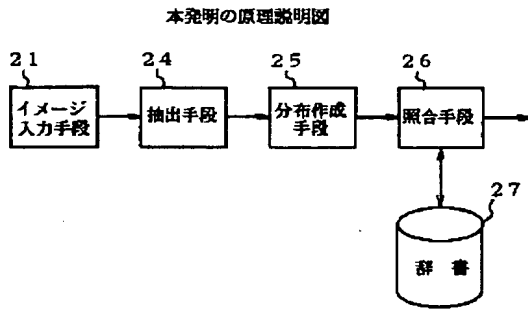 本発明の原理説明図
21
24
25
26
イメージ
入力手段
抽出手段
分布作成
手段
照合手段
27
辞書